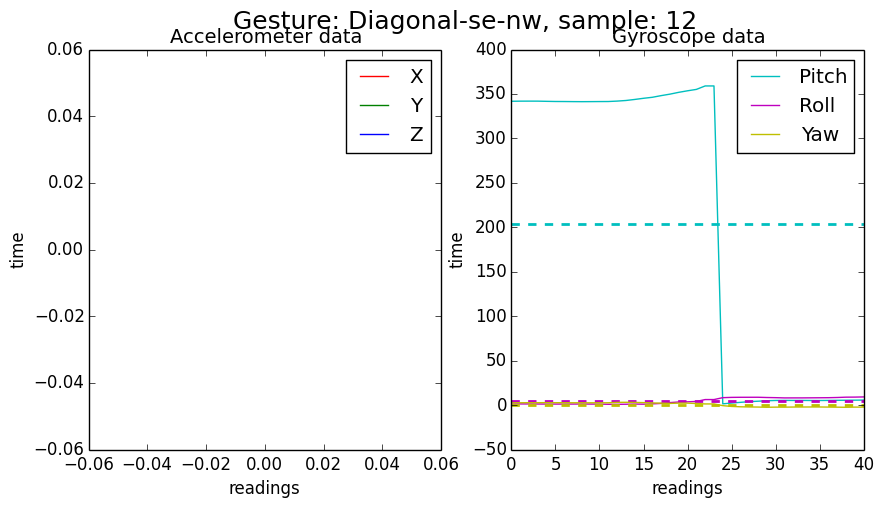 Gesture: Diagonal-se-nw, sample: 12
Accelerometer data
0.06
0.04
0.02
0.00
−0.02
−0.04
−0.06
time
X
Y
Z
−0.06 −0.04 −0.02 0.00 0.02 0.04 0.06
readings
Gyroscope data
400
350
300
250
200
150
100
50
0
−50
time
Pitch
Roll
Yaw
0 5 10 15 20 25 30 35 40
readings